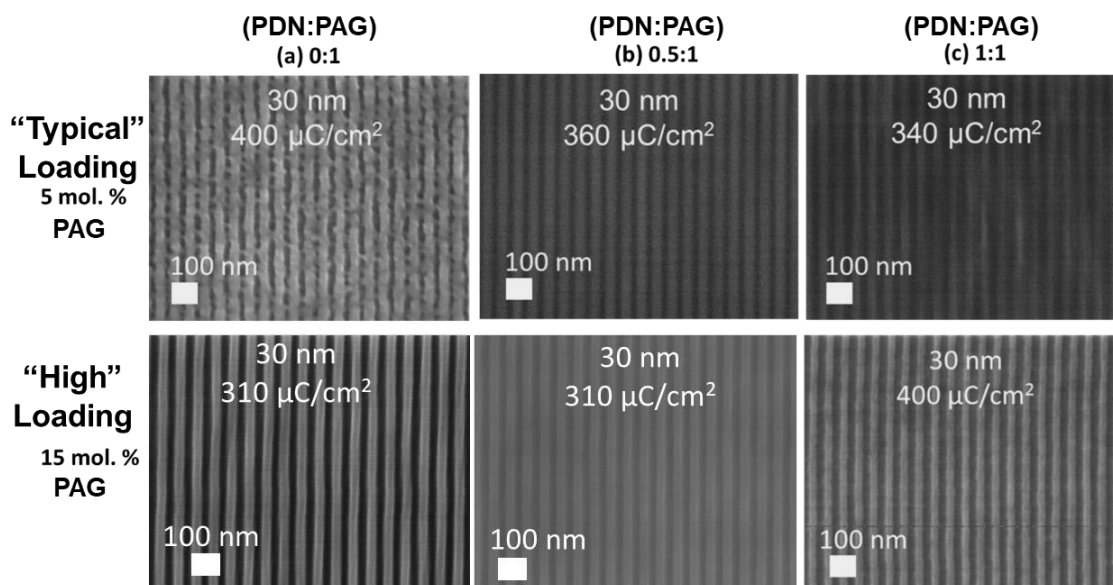 (PDN:PAG)
(a) 0:1
(PDN:PAG)
(b) 0.5:1
(PDN:PAG)
(c) 1:1
“Typical”
Loading
5 mol. %
PAG
30 nm
400 µC/cm²
100 nm
30 nm
360 µC/cm²
100 nm
30 nm
340 µC/cm²
100 nm
“High”
Loading
15 mol. %
PAG
30 nm
310 µC/cm²
100 nm
30 nm
310 µC/cm²
100 nm
30 nm
400 µC/cm²
100 nm